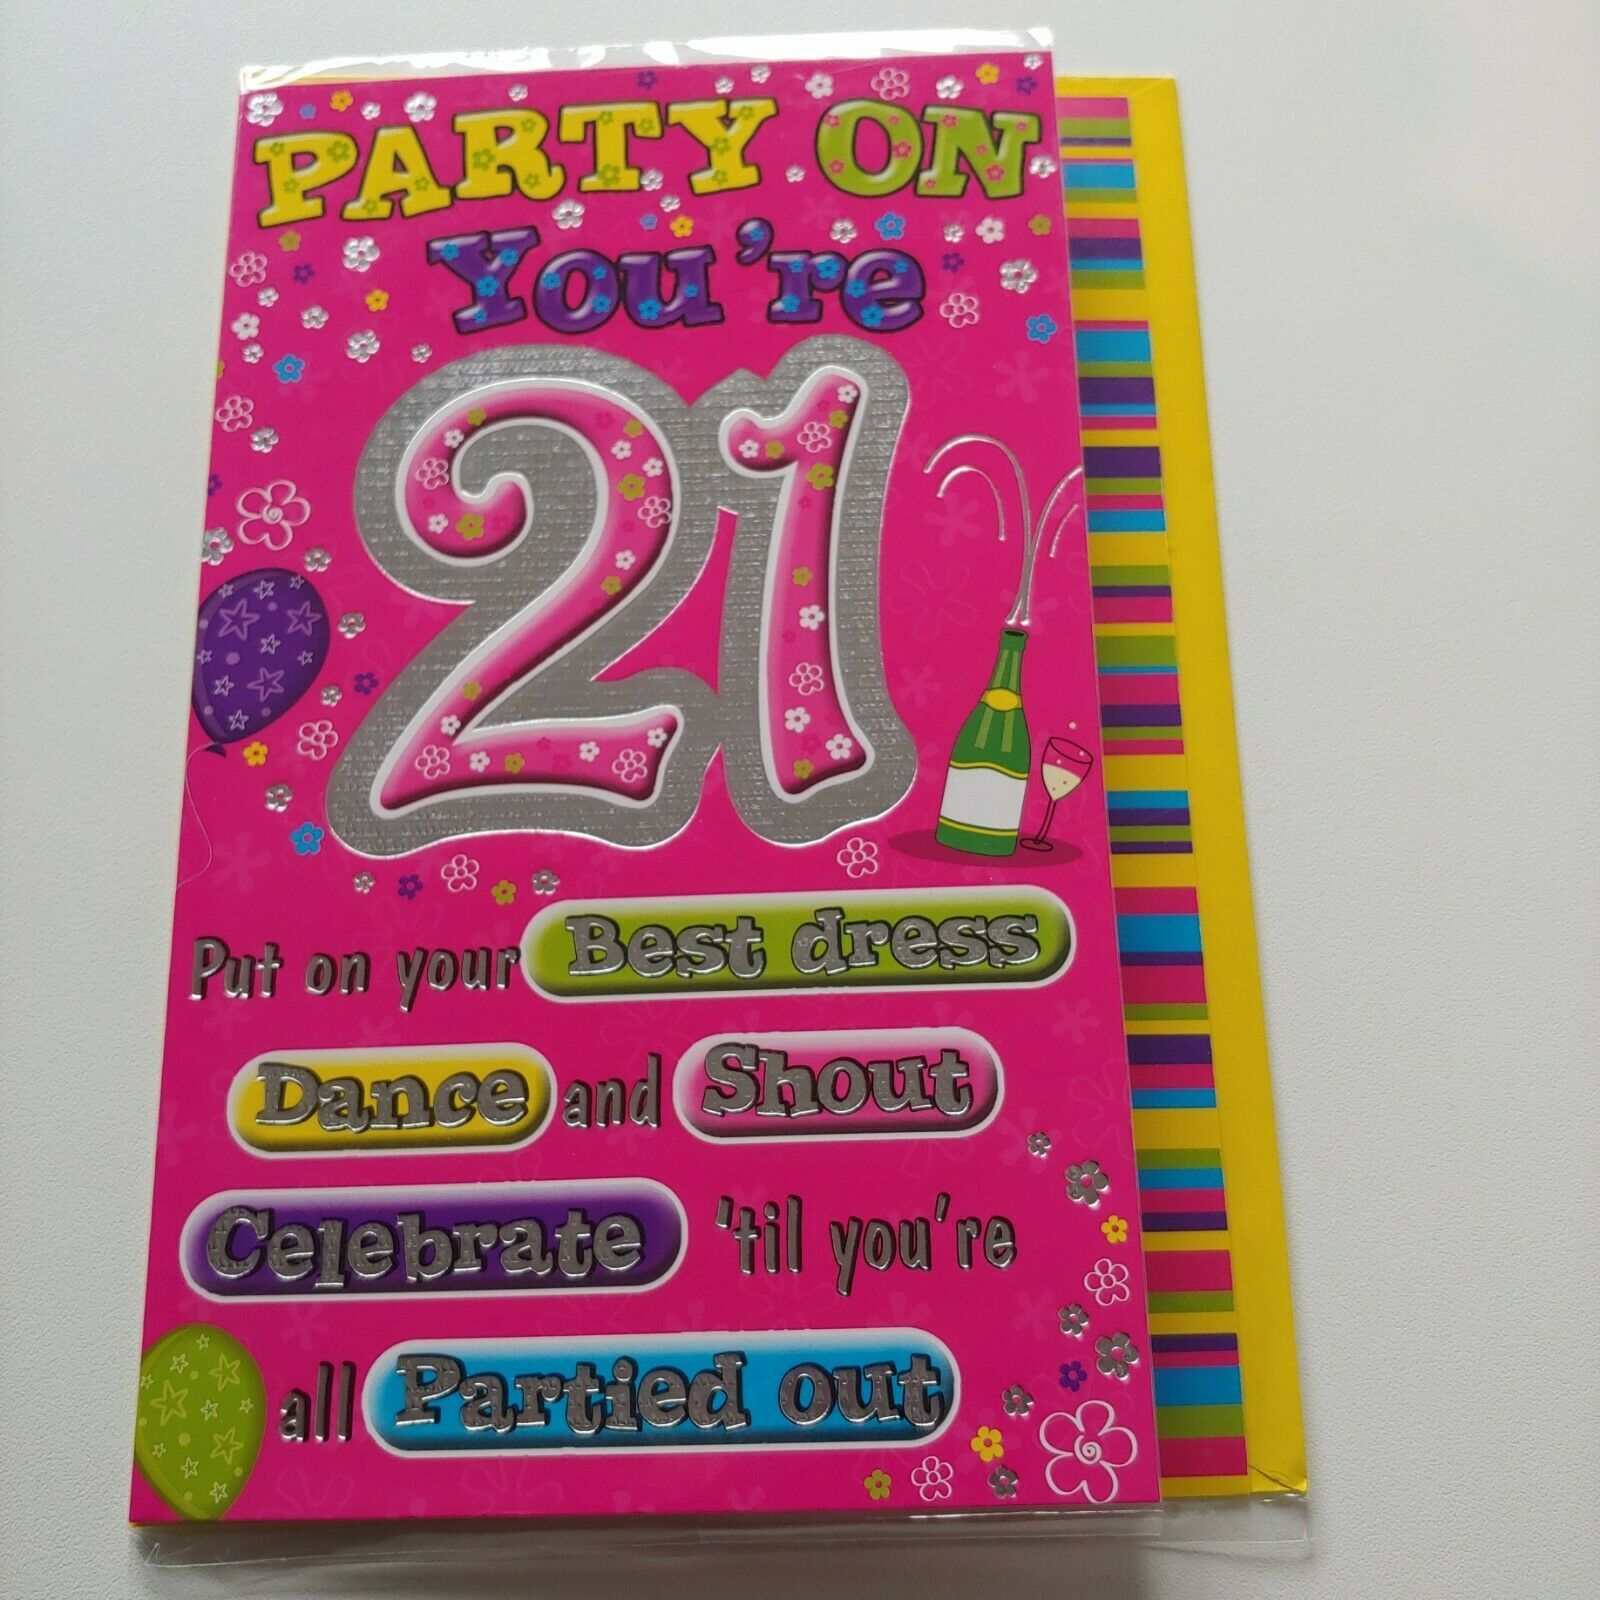 PARTY ON
You're
21
Put on your Best dress
Dance and Shout
Celebrate 'til you're
all Partied out